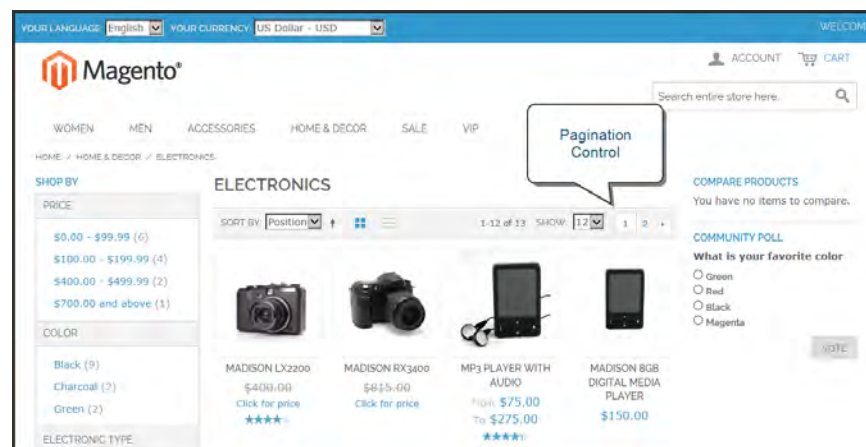 YOUR LANGUAGE: English YOUR CURRENCY: US Dollar - USD WELCOM
Magento®
ACCOUNT CART
Search entire store here.
WOMEN MEN ACCESSORIES HOME & DECOR SALE VIP
Pagination
Control
HOME / HOME & DECOR / ELECTRONICS
SHOP BY
PRICE
$0.00 - $99.99 (6)
$100.00 - $199.99 (4)
$400.00 - $499.99 (2)
$700.00 and above (1)
COLOR
Black (9)
Charcoal (2)
Green (2)
ELECTRONIC TYPE
ELECTRONICS
SORT BY: Position 1-12 of 13 SHOW: 12 1 2
MADISON LX2200
$400.00
Click for price
MADISON RX3400
$815.00
Click for price
MP3 PLAYER WITH
AUDIO
From: $75.00
To: $275.00
MADISON 8GB
DIGITAL MEDIA
PLAYER
$150.00
COMPARE PRODUCTS
You have no items to compare.
COMMUNITY POLL
What is your favorite color
Green
Red
Black
Magenta
VOTE